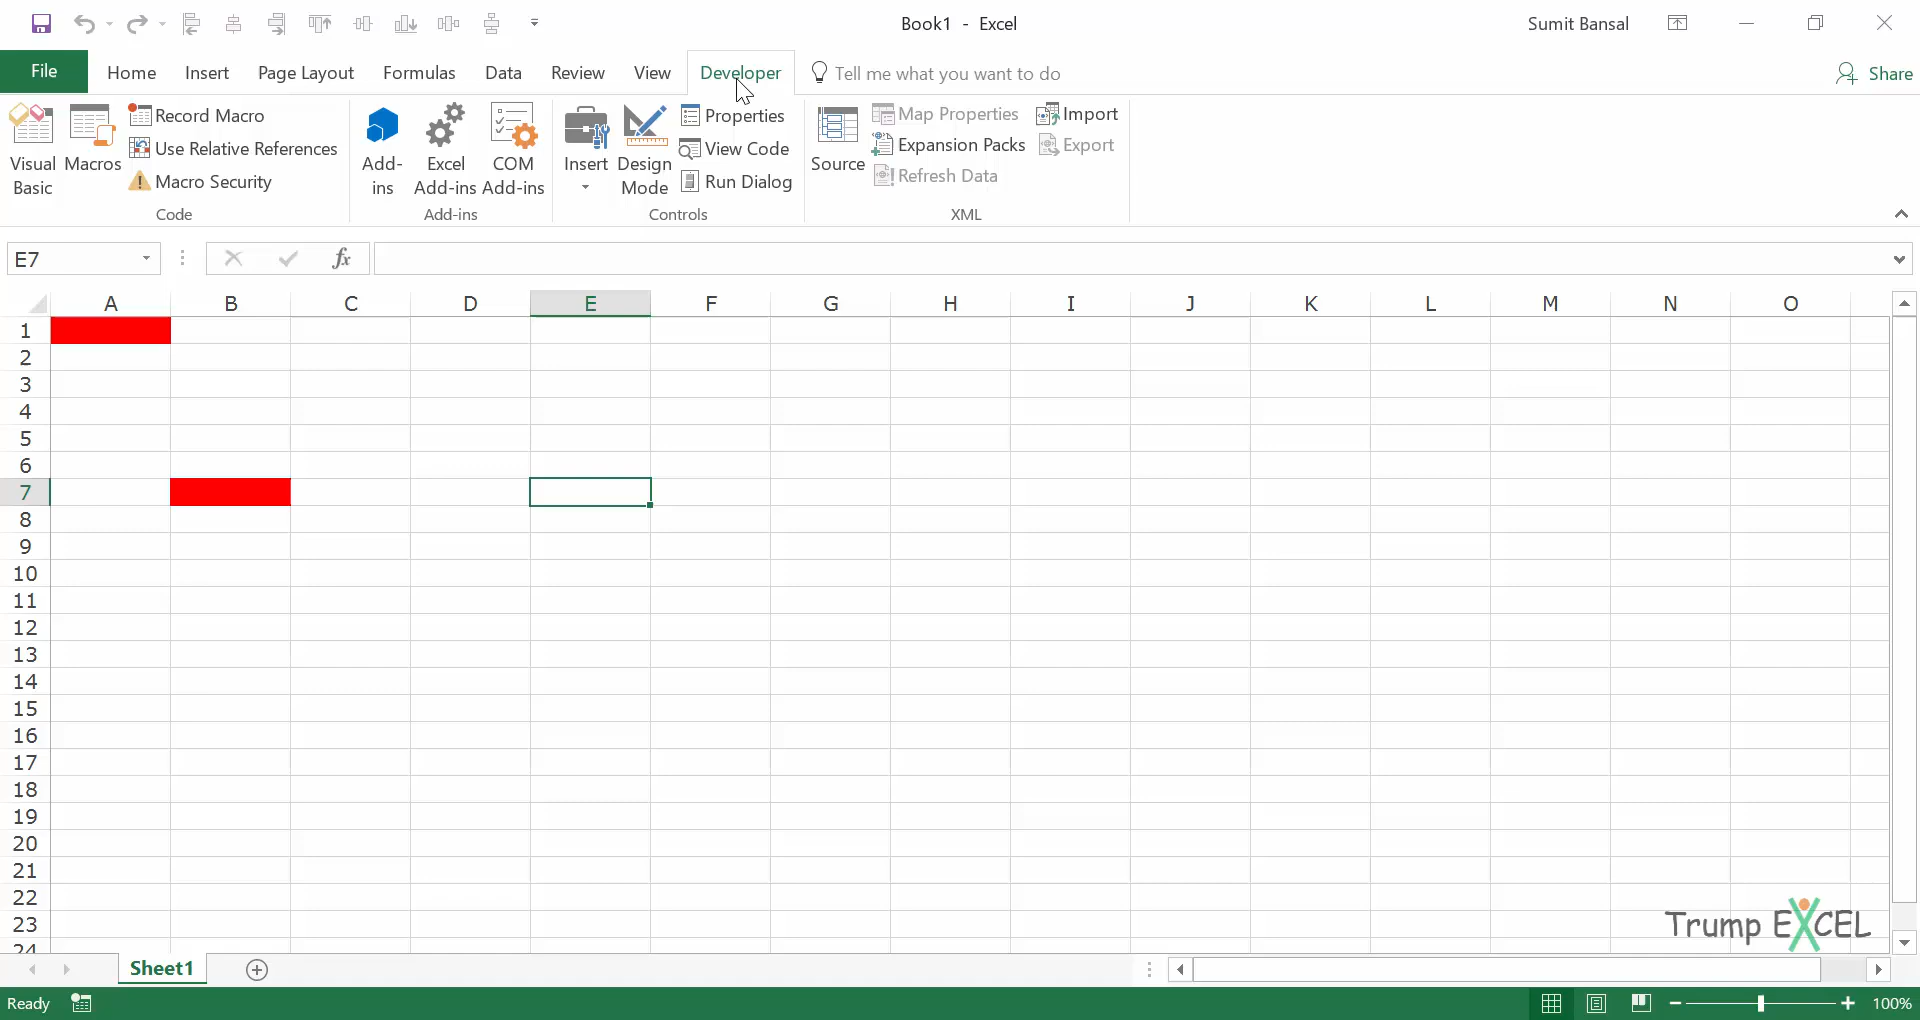 Book1 - Excel
Sumit Bansal
File Home Insert Page Layout Formulas Data Review View Developer Tell me what you want to do Share
Visual Basic
Macros
Record Macro
Use Relative References
Macro Security
Code
Add-ins
Excel Add-ins
COM Add-ins
Add-ins
Insert
Design Mode
Properties
View Code
Run Dialog
Controls
Source
Map Properties
Expansion Packs
Refresh Data
Import
Export
XML
E7
fx
A B C D E F G H I J K L M N O
1
2
3
4
5
6
7
8
9
10
11
12
13
14
15
16
17
18
19
20
21
22
23
24
Trump EXCEL
Sheet1
Ready
100%